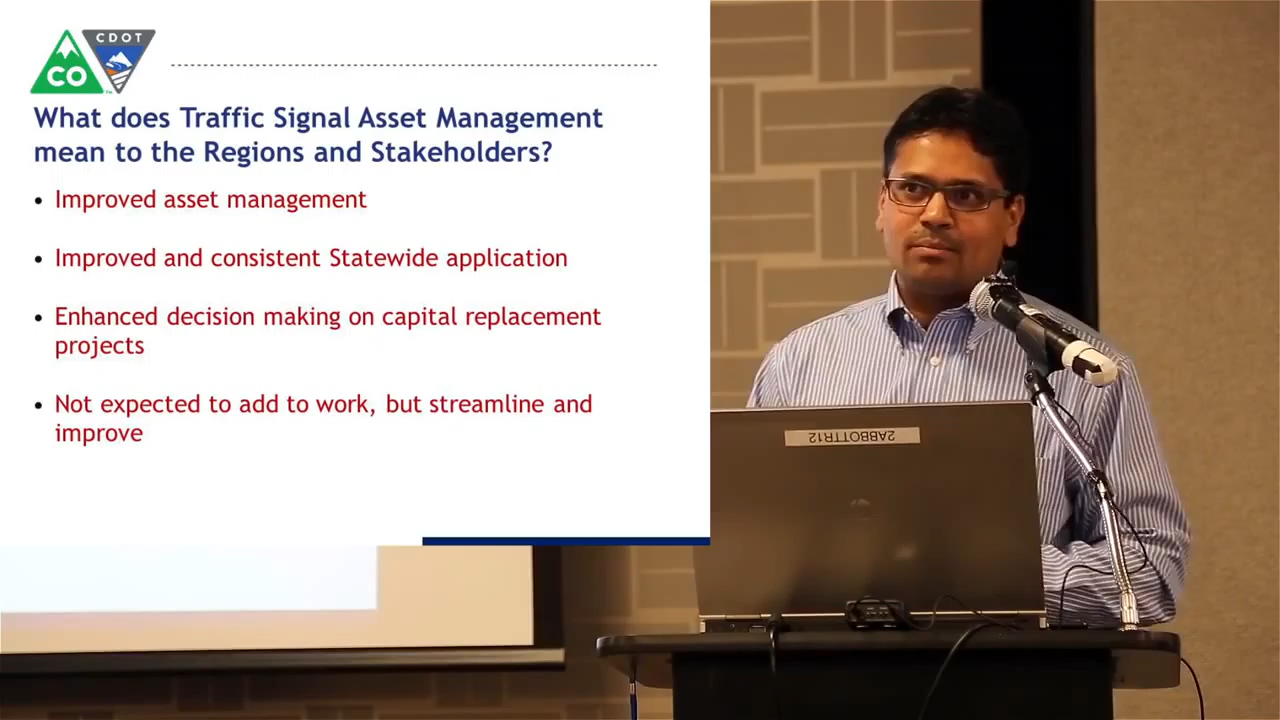 CDOT
CO
What does Traffic Signal Asset Management
mean to the Regions and Stakeholders?
• Improved asset management
• Improved and consistent Statewide application
• Enhanced decision making on capital replacement
projects
• Not expected to add to work, but streamline and
improve
2ABBOTTR12